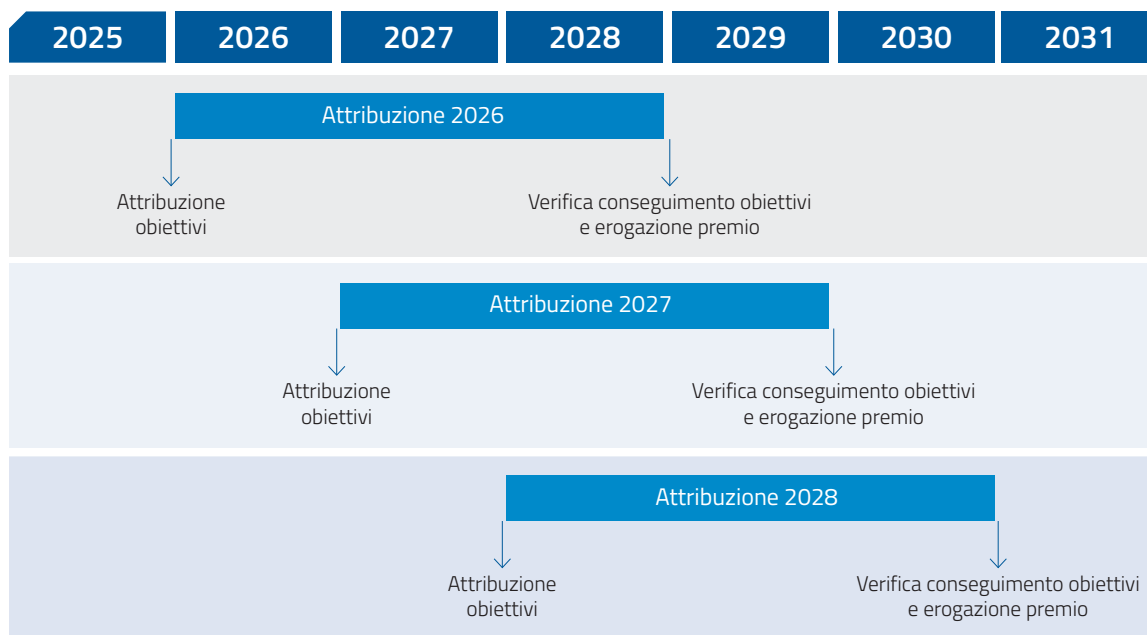 2025 2026 2027 2028 2029 2030 2031
Attribuzione 2026
Attribuzione
obiettivi
Verifica conseguimento obiettivi
e erogazione premio
Attribuzione 2027
Attribuzione
obiettivi
Verifica conseguimento obiettivi
e erogazione premio
Attribuzione 2028
Attribuzione
obiettivi
Verifica conseguimento obiettivi
e erogazione premio